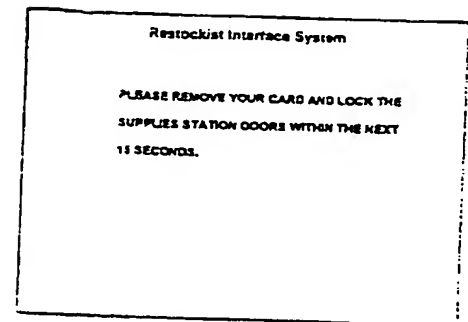 Restockist Interface System
PLEASE REMOVE YOUR CARD AND LOCK THE
SUPPLIES STATION DOORS WITHIN THE NEXT
15 SECONDS.